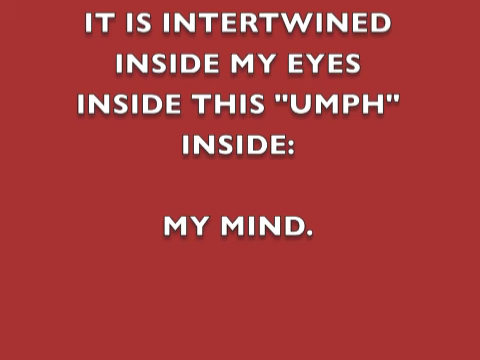 IT IS INTERTWINED
INSIDE MY EYES
INSIDE THIS "UMPH"
INSIDE:
MY MIND.